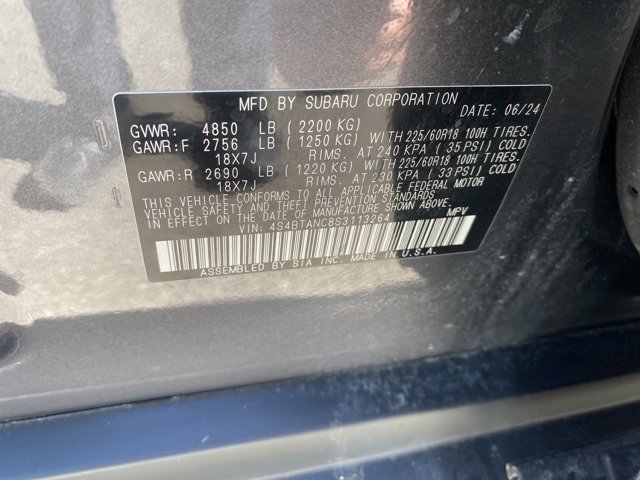 MFD BY SUBARU CORPORATION
DATE: 06/24
GVWR: 4850 LB (2200 KG)
GAWR:F 2756 LB (1250 KG) WITH 225/60R18 100H TIRES.
18X7J RIMS. AT 240 KPA (35 PSI) COLD
GAWR:R 2690 LB (1220 KG) WITH 225/60R18 100H TIRES.
18X7J RIMS. AT 230 KPA (33 PSI) COLD
THIS VEHICLE CONFORMS TO ALL APPLICABLE FEDERAL MOTOR
VEHICLE SAFETY AND THEFT PREVENTION STANDARDS
IN EFFECT ON THE DATE OF MANUFACTURE SHOWN ABOVE.
VIN: 4S4BTANC8S3113264 MPV
ASSEMBLED BY SIA INC. MADE IN U.S.A.